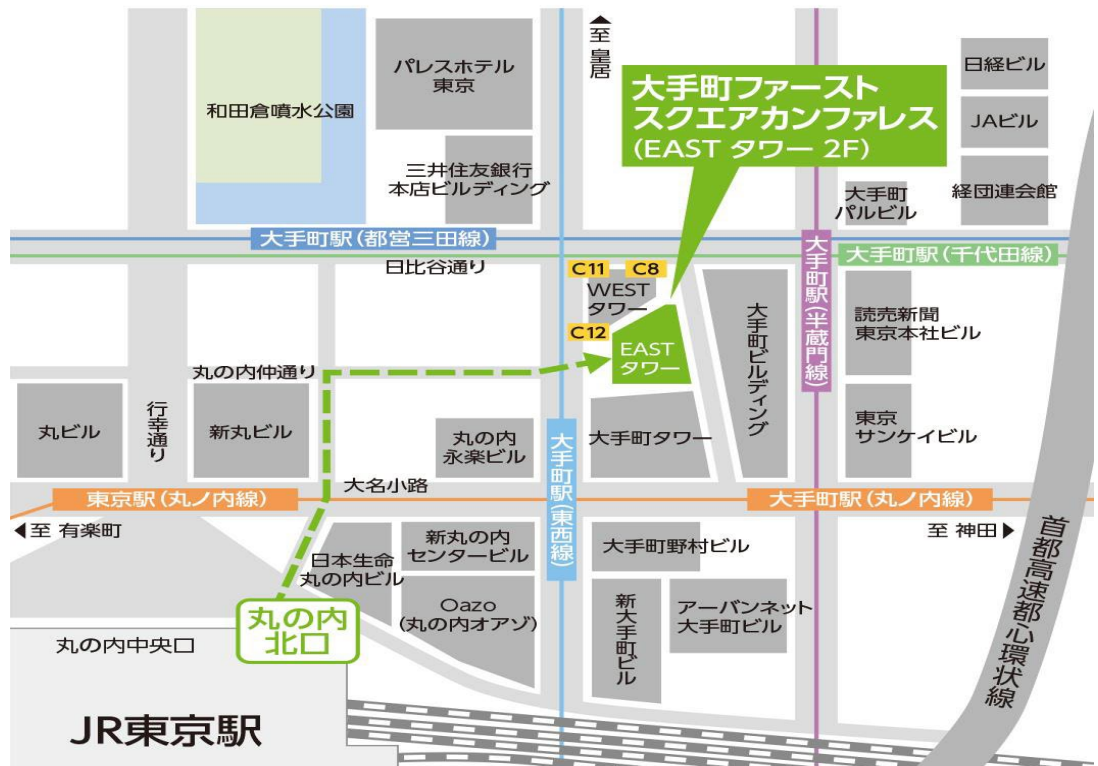 至 皇居
パレスホテル
東京
和田倉噴水公園
三井住友銀行
本店ビルディング
大手町ファースト
スクエアカンファレス
(EAST タワー 2F)
日経ビル
JAビル
経団連会館
大手町
パルビル
大手町駅(都営三田線)
大手町駅(千代田線)
日比谷通り
大手町駅(半蔵門線)
C11
C8
WEST
タワー
C12
EAST
タワー
大手町ビルディング
読売新聞
東京本社ビル
丸の内仲通り
丸ビル
行幸通り
新丸ビル
丸の内
永楽ビル
大手町駅(東西線)
大手町タワー
東京
サンケイビル
大名小路
東京駅(丸ノ内線)
大手町駅(丸ノ内線)
至 有楽町
至 神田
首都高速都心環状線
日本生命
丸の内ビル
新丸の内
センタービル
大手町野村ビル
Oazo
(丸の内オアゾ)
新大手町ビル
アーバンネット
大手町ビル
丸の内
北口
丸の内中央口
JR東京駅